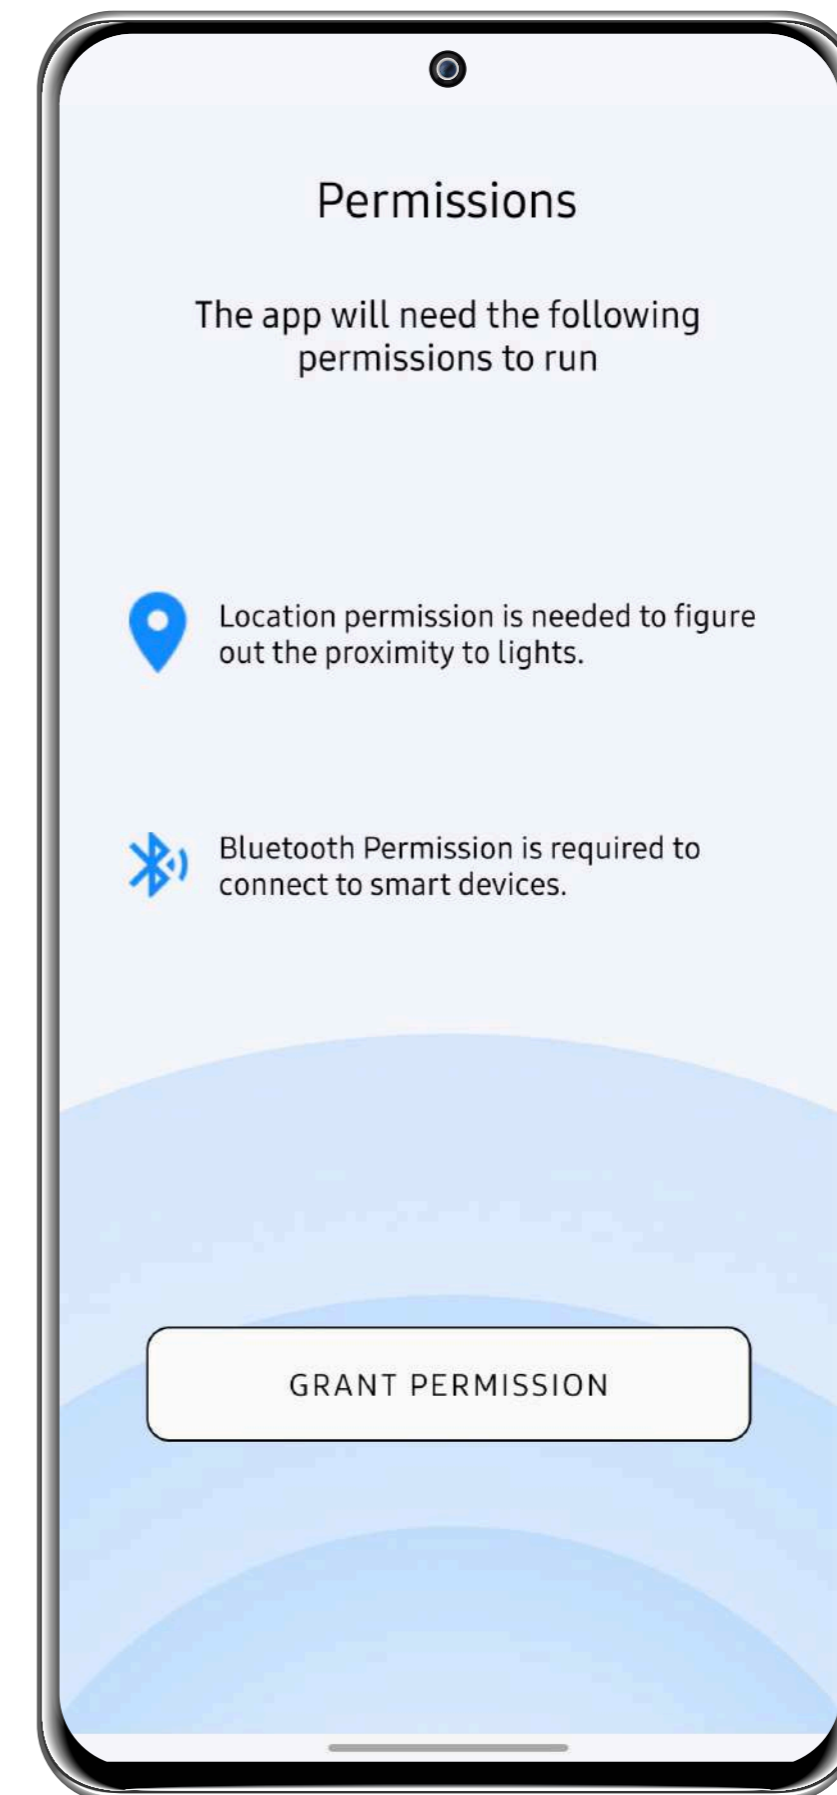 Permissions
The app will need the following
permissions to run
Location permission is needed to figure
out the proximity to lights.
Bluetooth Permission is required to
connect to smart devices.
GRANT PERMISSION